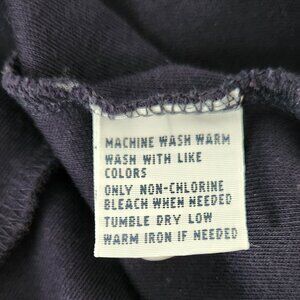 MACHINE WASH WARM
WASH WITH LIKE
COLORS
ONLY NON-CHLORINE
BLEACH WHEN NEEDED
TUMBLE DRY LOW
WARM IRON IF NEEDED